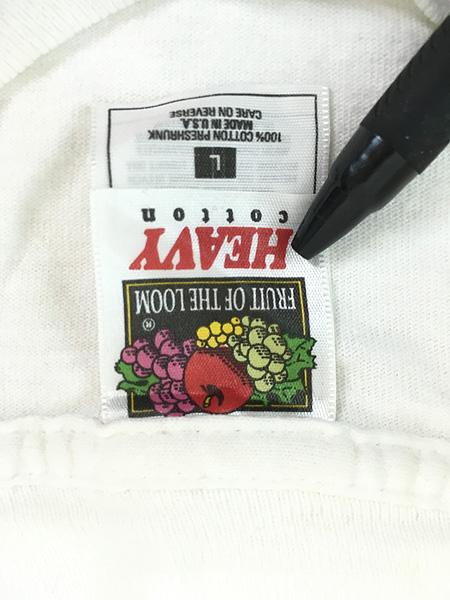 ®
FRUIT OF THE LOOM
HEAVY
cotton
L
100% COTTON PRESHRUNK
MADE IN U.S.A.
CARE ON REVERSE